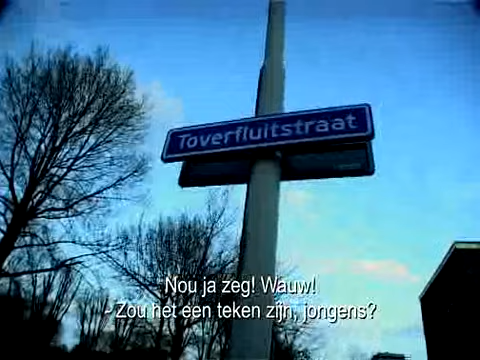 Toverfluitstraat
Nou ja zeg! Wauw!
- Zou het een teken zijn, jongens?